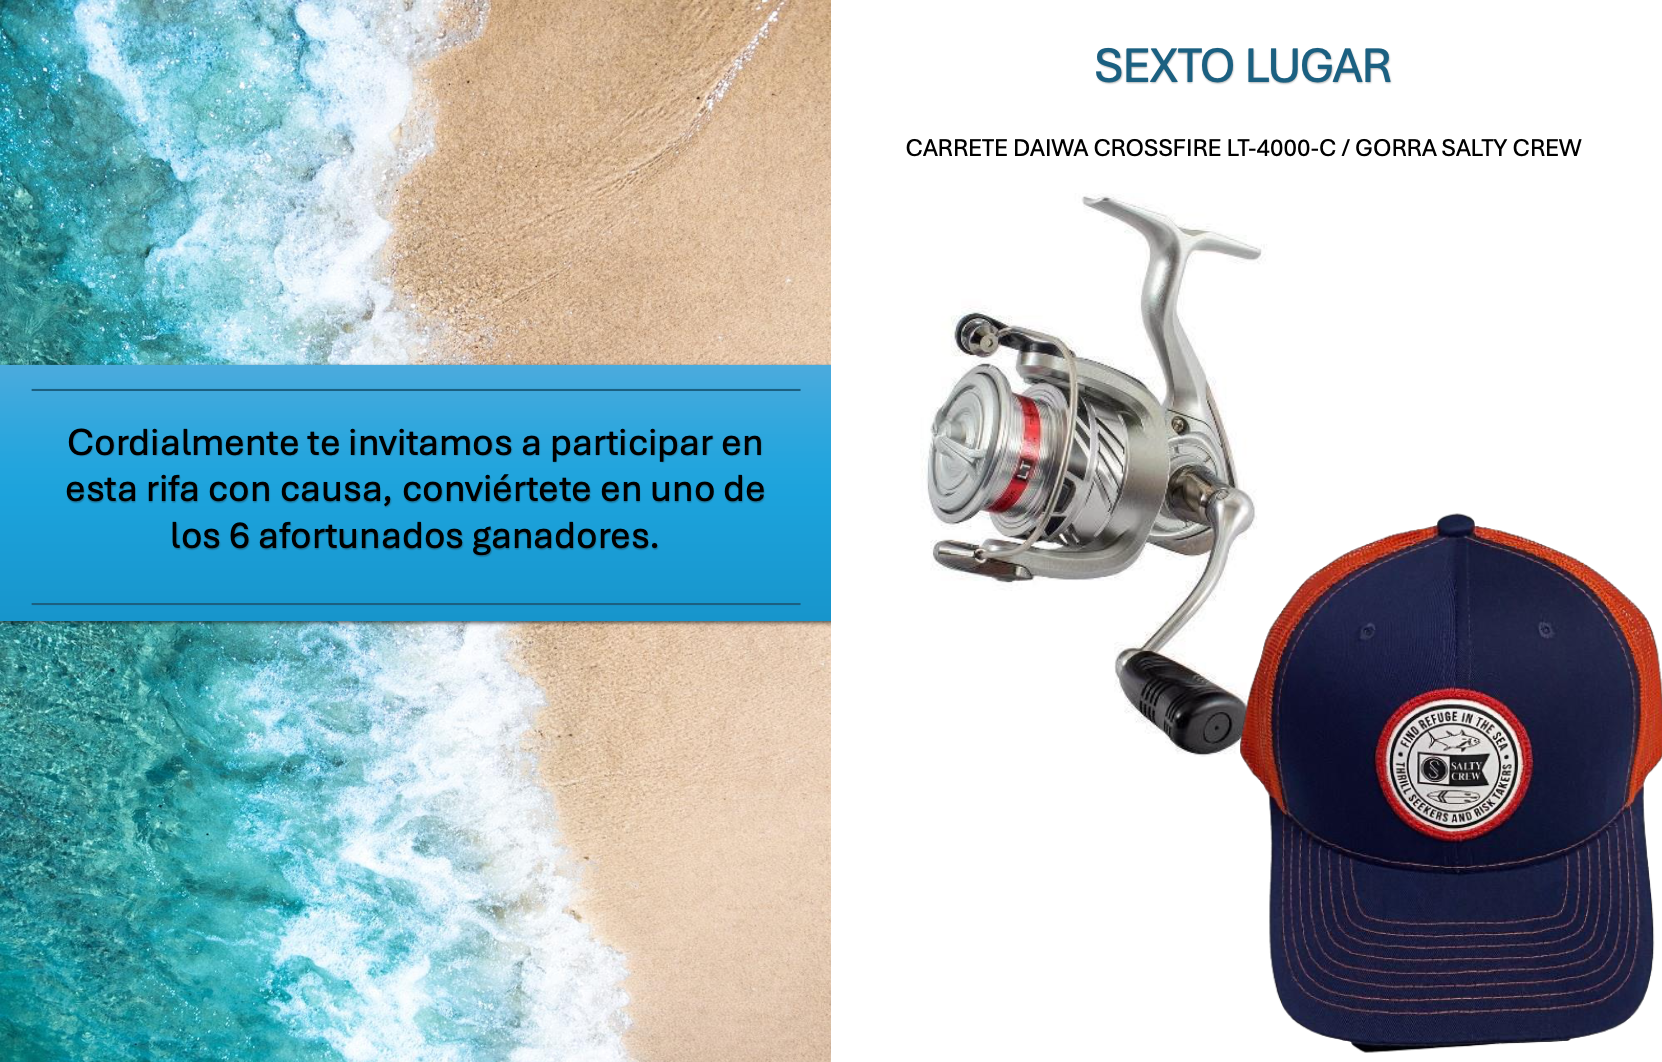 Cordialmente te invitamos a participar en
esta rifa con causa, conviértete en uno de
los 6 afortunados ganadores.
SEXTO LUGAR
CARRETE DAIWA CROSSFIRE LT-4000-C / GORRA SALTY CREW
LT
FIND REFUGE IN THE SEA
SALTY
CREW
THRILL SEEKERS AND RISK TAKERS